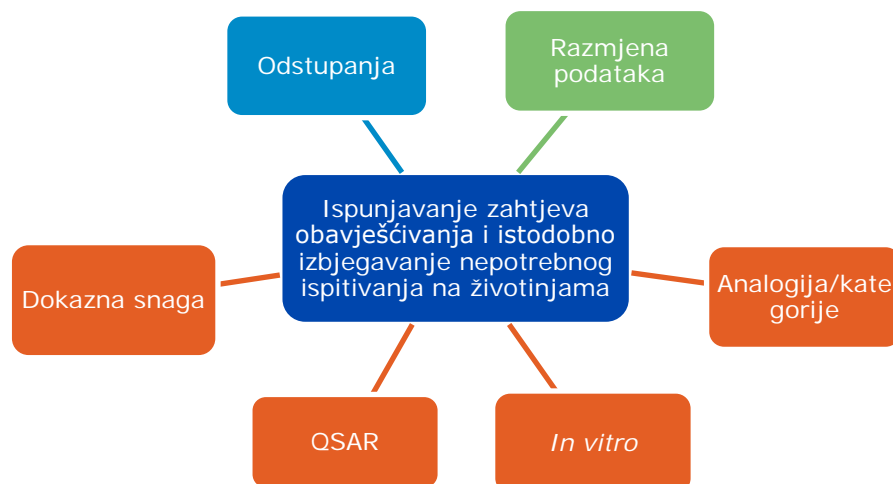 Odstupanja
Razmjena
podataka
Ispunjavanje zahtjeva
obavješćivanja i istodobno
izbjegavanje nepotrebnog
ispitivanja na životinjama
Dokazna snaga
Analogija/kate
gorije
QSAR
In vitro